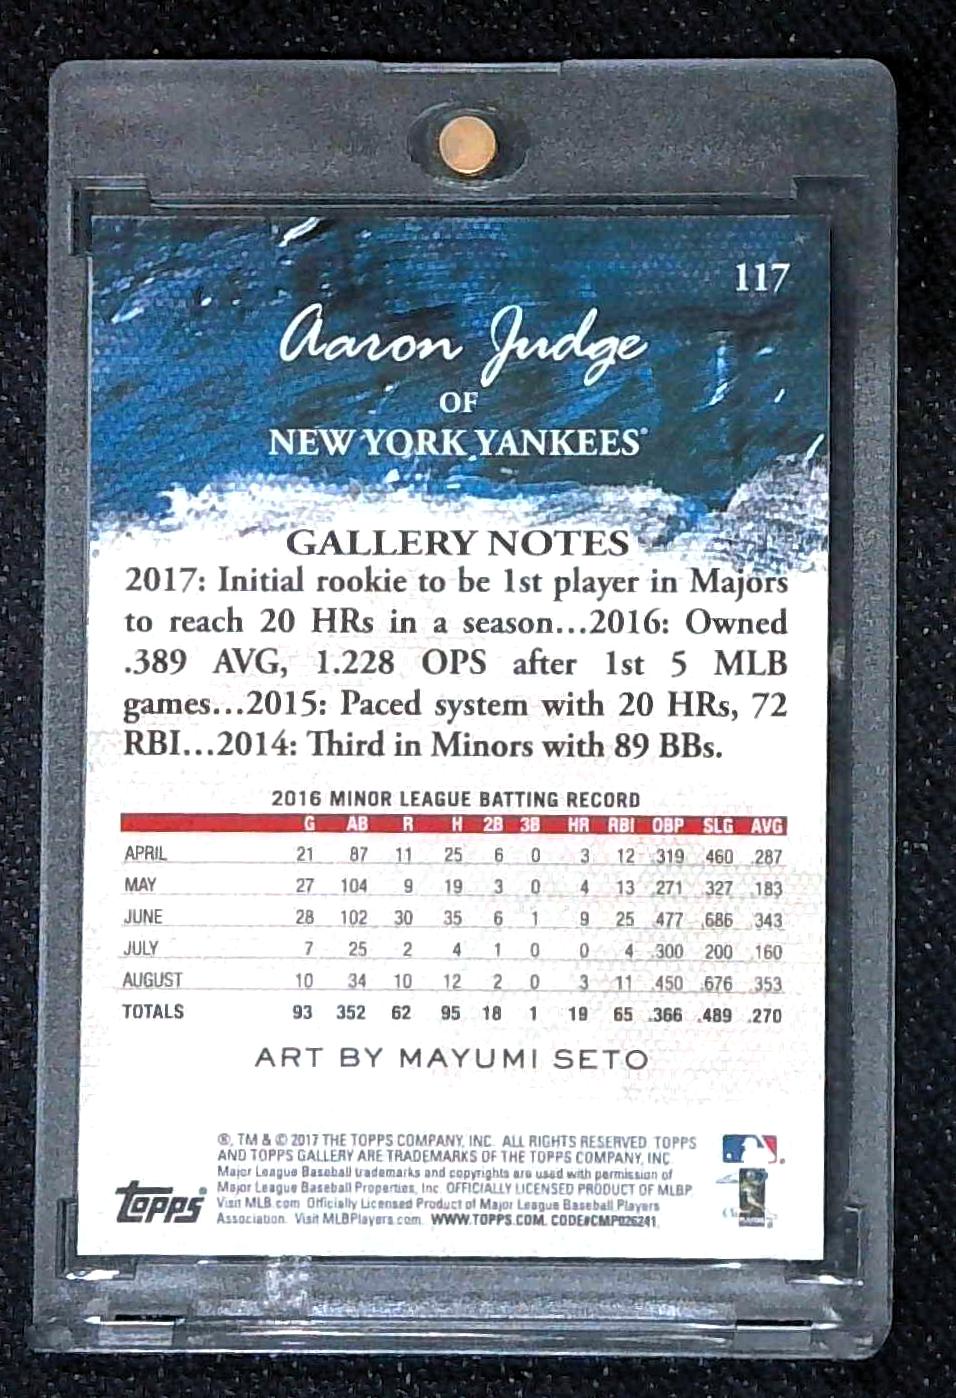 117
Aaron Judge
OF
NEW YORK YANKEES®
GALLERY NOTES
2017: Initial rookie to be 1st player in Majors
to reach 20 HRs in a season...2016: Owned
.389 AVG, 1.228 OPS after 1st 5 MLB
games...2015: Paced system with 20 HRs, 72
RBI...2014: Third in Minors with 89 BBs.
2016 MINOR LEAGUE BATTING RECORD
G AB R H 2B 3B HR RBI OBP SLG AVG
APRIL 21 87 11 25 6 0 3 12 .319 .460 .287
MAY 27 104 9 19 3 0 4 13 .271 .327 .183
JUNE 28 102 30 35 6 1 9 25 .477 .686 .343
JULY 7 25 2 4 1 0 0 4 .300 .200 .160
AUGUST 10 34 10 12 2 0 3 11 .450 .676 .353
TOTALS 93 352 62 95 18 1 19 65 .366 .489 .270
ART BY MAYUMI SETO
®, TM & © 2017 THE TOPPS COMPANY, INC. ALL RIGHTS RESERVED. TOPPS
AND TOPPS GALLERY ARE TRADEMARKS OF THE TOPPS COMPANY, INC.
Major League Baseball trademarks and copyrights are used with permission of
Major League Baseball Properties, Inc. OFFICIALLY LICENSED PRODUCT OF MLBP.
Visit MLB.com. Officially Licensed Product of Major League Baseball Players
Association. Visit MLBPlayers.com. WWW.TOPPS.COM. CODE#CMP026241
topps®